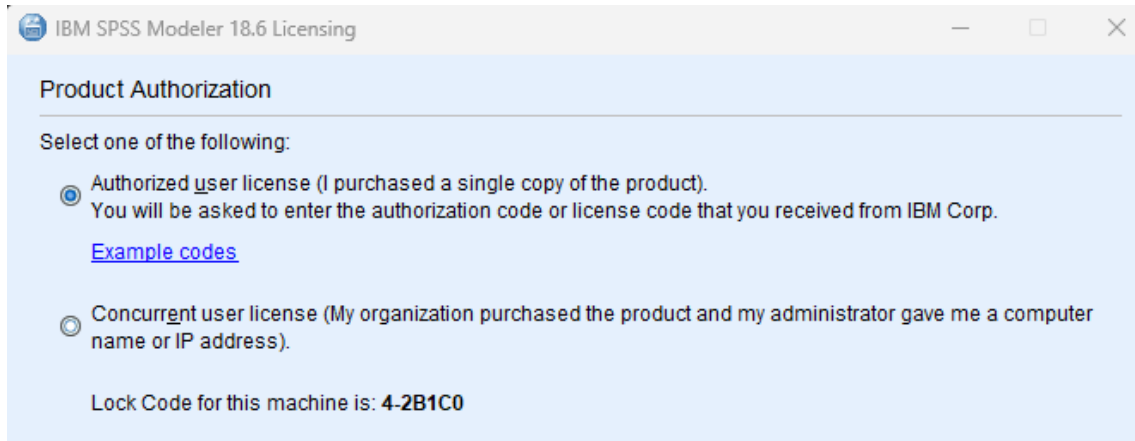 IBM SPSS Modeler 18.6 Licensing
Product Authorization
Select one of the following:
Authorized user license (I purchased a single copy of the product).
You will be asked to enter the authorization code or license code that you received from IBM Corp.
Example codes
Concurrent user license (My organization purchased the product and my administrator gave me a computer
name or IP address).
Lock Code for this machine is: 4-2B1C0